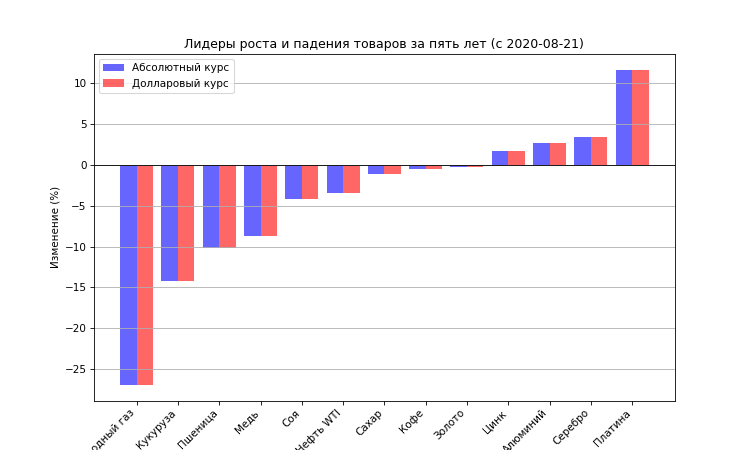 Лидеры роста и падения товаров за пять лет (с 2020-08-21)
Абсолютный курс
Долларовый курс
Изменение (%)
10
5
0
−5
−10
−15
−20
−25
одный газ
Кукуруза
Пшеница
Медь
Соя
Нефть WTI
Сахар
Кофе
Золото
Цинк
Алюминий
Серебро
Платина